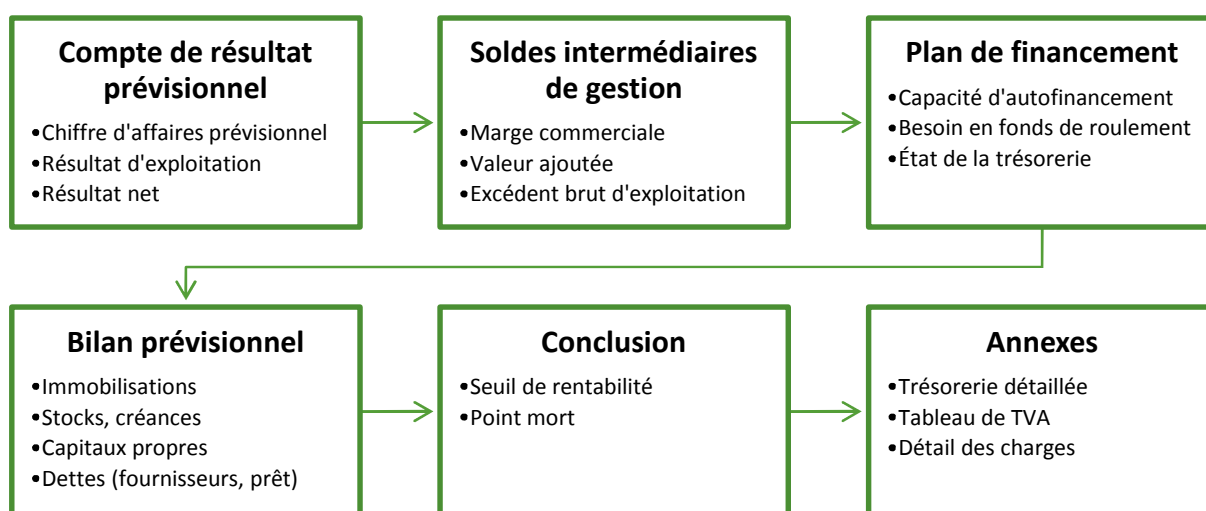 Compte de résultat
prévisionnel
•Chiffre d'affaires prévisionnel
•Résultat d'exploitation
•Résultat net
Soldes intermédiaires
de gestion
•Marge commerciale
•Valeur ajoutée
•Excédent brut d'exploitation
Plan de financement
•Capacité d'autofinancement
•Besoin en fonds de roulement
•État de la trésorerie
Bilan prévisionnel
•Immobilisations
•Stocks, créances
•Capitaux propres
•Dettes (fournisseurs, prêt)
Conclusion
•Seuil de rentabilité
•Point mort
Annexes
•Trésorerie détaillée
•Tableau de TVA
•Détail des charges